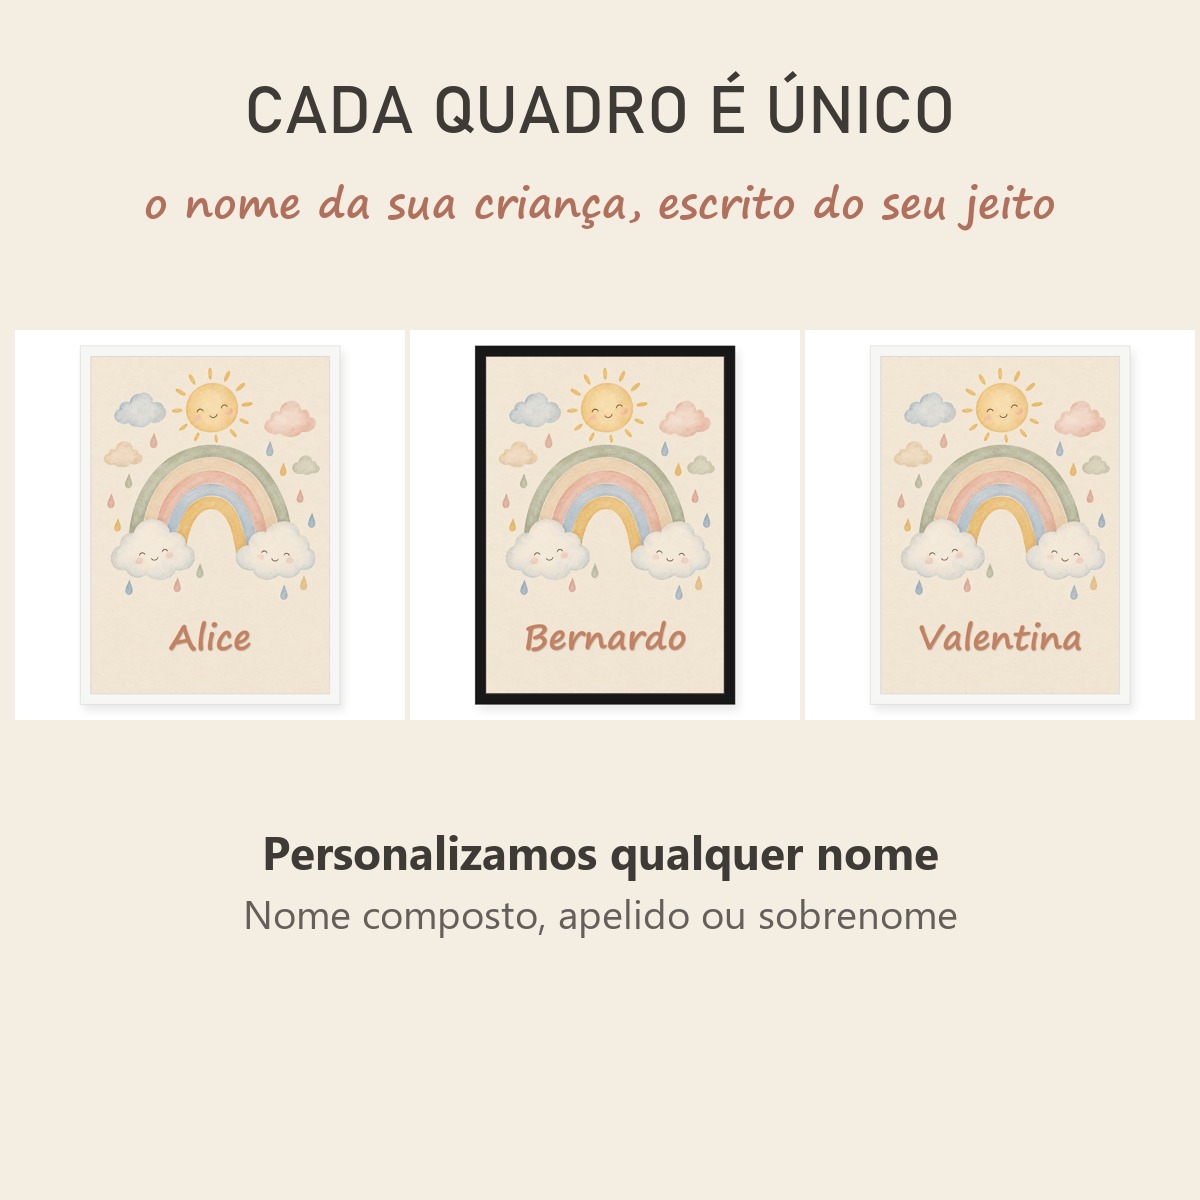 CADA QUADRO É ÚNICO
o nome da sua criança, escrito do seu jeito
Alice
Bernardo
Valentina
Personalizamos qualquer nome
Nome composto, apelido ou sobrenome